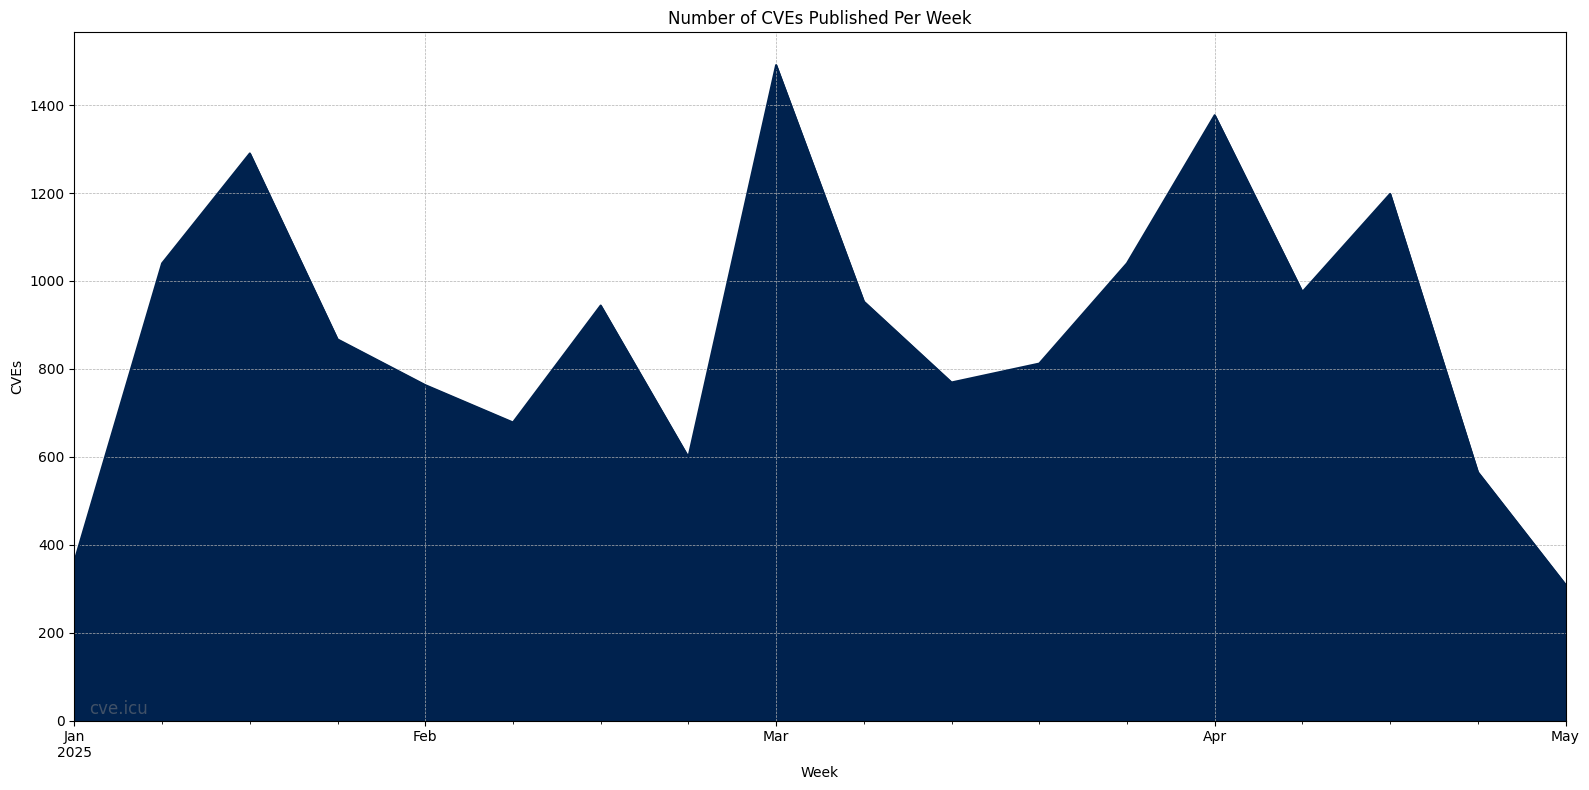 Number of CVEs Published Per Week
CVEs
1400
1200
1000
800
600
400
200
0
cve.icu
Jan
2025
Feb
Mar
Apr
May
Week